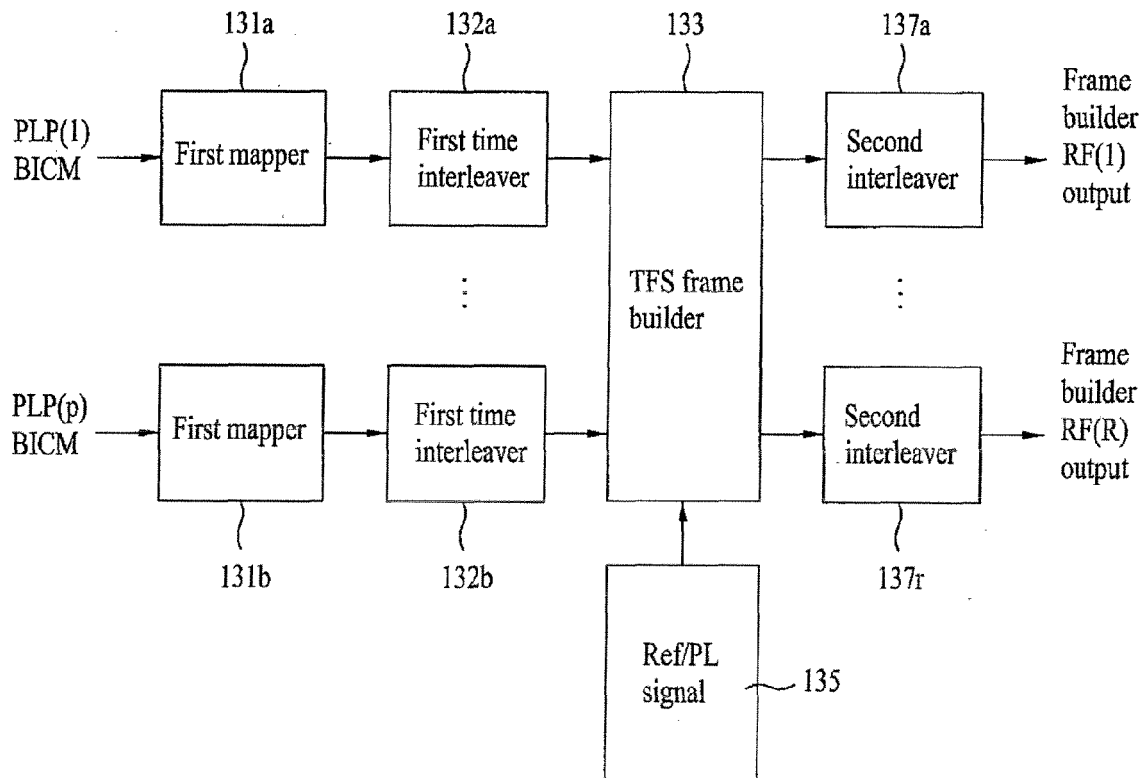 131a
132a
133
137a
PLP(1)
BICM
First mapper
First time
interleaver
Second
interleaver
Frame
builder
RF(1)
output
TFS frame
builder
PLP(p)
BICM
First mapper
First time
interleaver
Second
interleaver
Frame
builder
RF(R)
output
131b
132b
137r
Ref/PL
signal
135